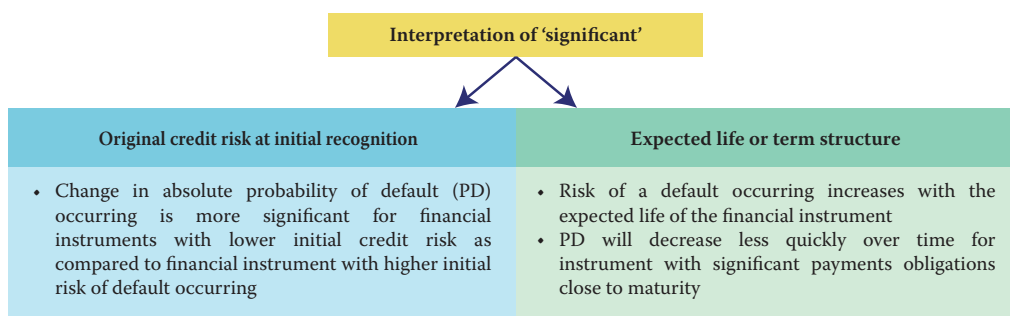 Interpretation of ‘significant’
Original credit risk at initial recognition
• Change in absolute probability of default (PD)
occurring is more significant for financial
instruments with lower initial credit risk as
compared to financial instrument with higher initial
risk of default occurring
Expected life or term structure
• Risk of a default occurring increases with the
expected life of the financial instrument
• PD will decrease less quickly over time for
instrument with significant payments obligations
close to maturity